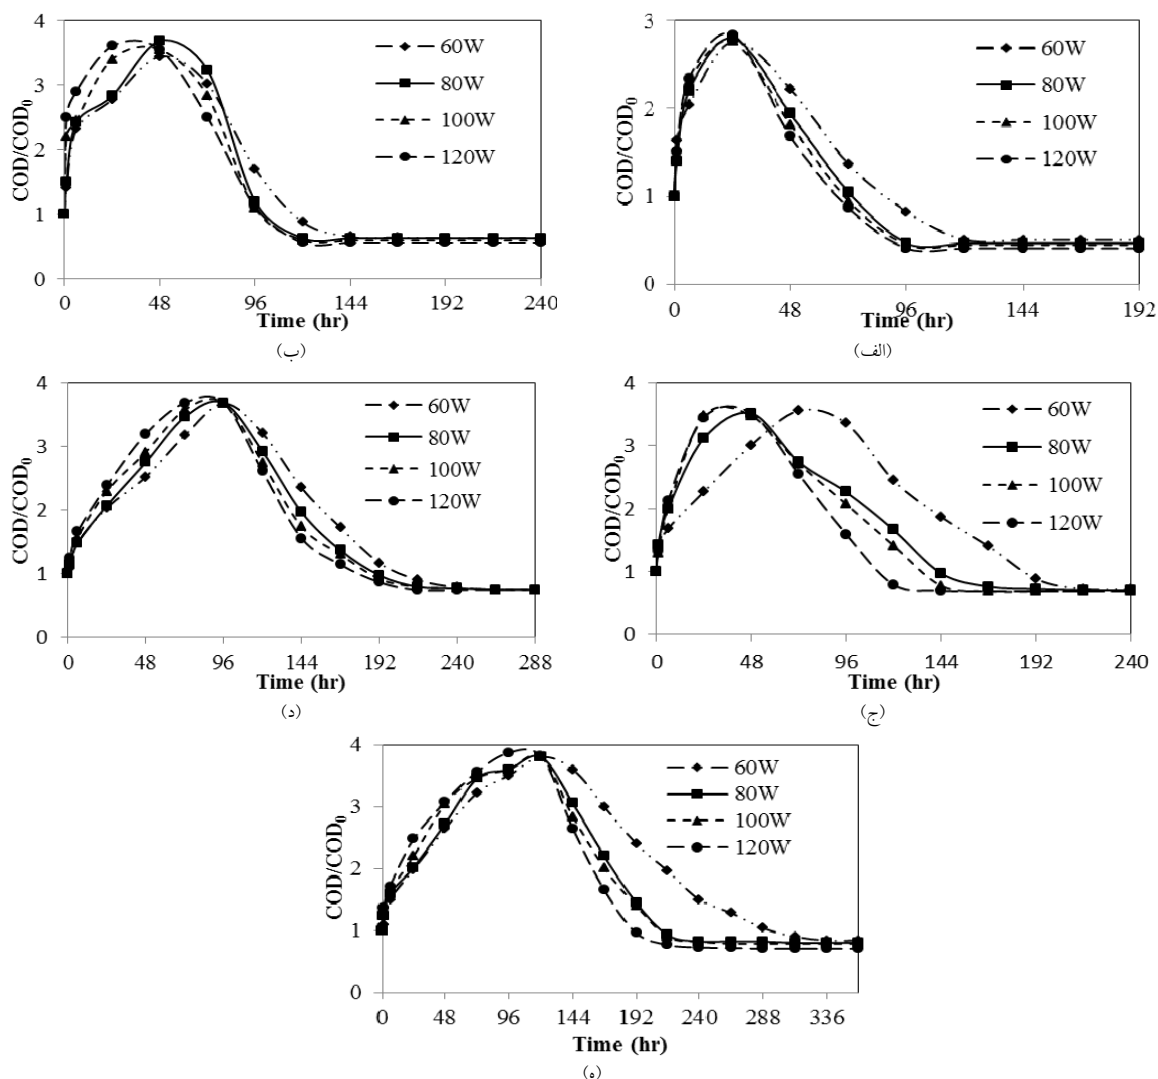 4
3
2
1
0
COD/COD0
60W
80W
100W
120W
0 48 96 144 192 240
Time (hr)
(ب)
3
2
1
0
COD/COD0
60W
80W
100W
120W
0 48 96 144 192
Time (hr)
(الف)
4
3
2
1
0
COD/COD0
60W
80W
100W
120W
0 48 96 144 192 240 288
Time (hr)
(د)
4
3
2
1
0
COD/COD0
60W
80W
100W
120W
0 48 96 144 192 240
Time (hr)
(ج)
4
3
2
1
0
COD/COD0
60W
80W
100W
120W
0 48 96 144 192 240 288 336
Time (hr)
(ه)